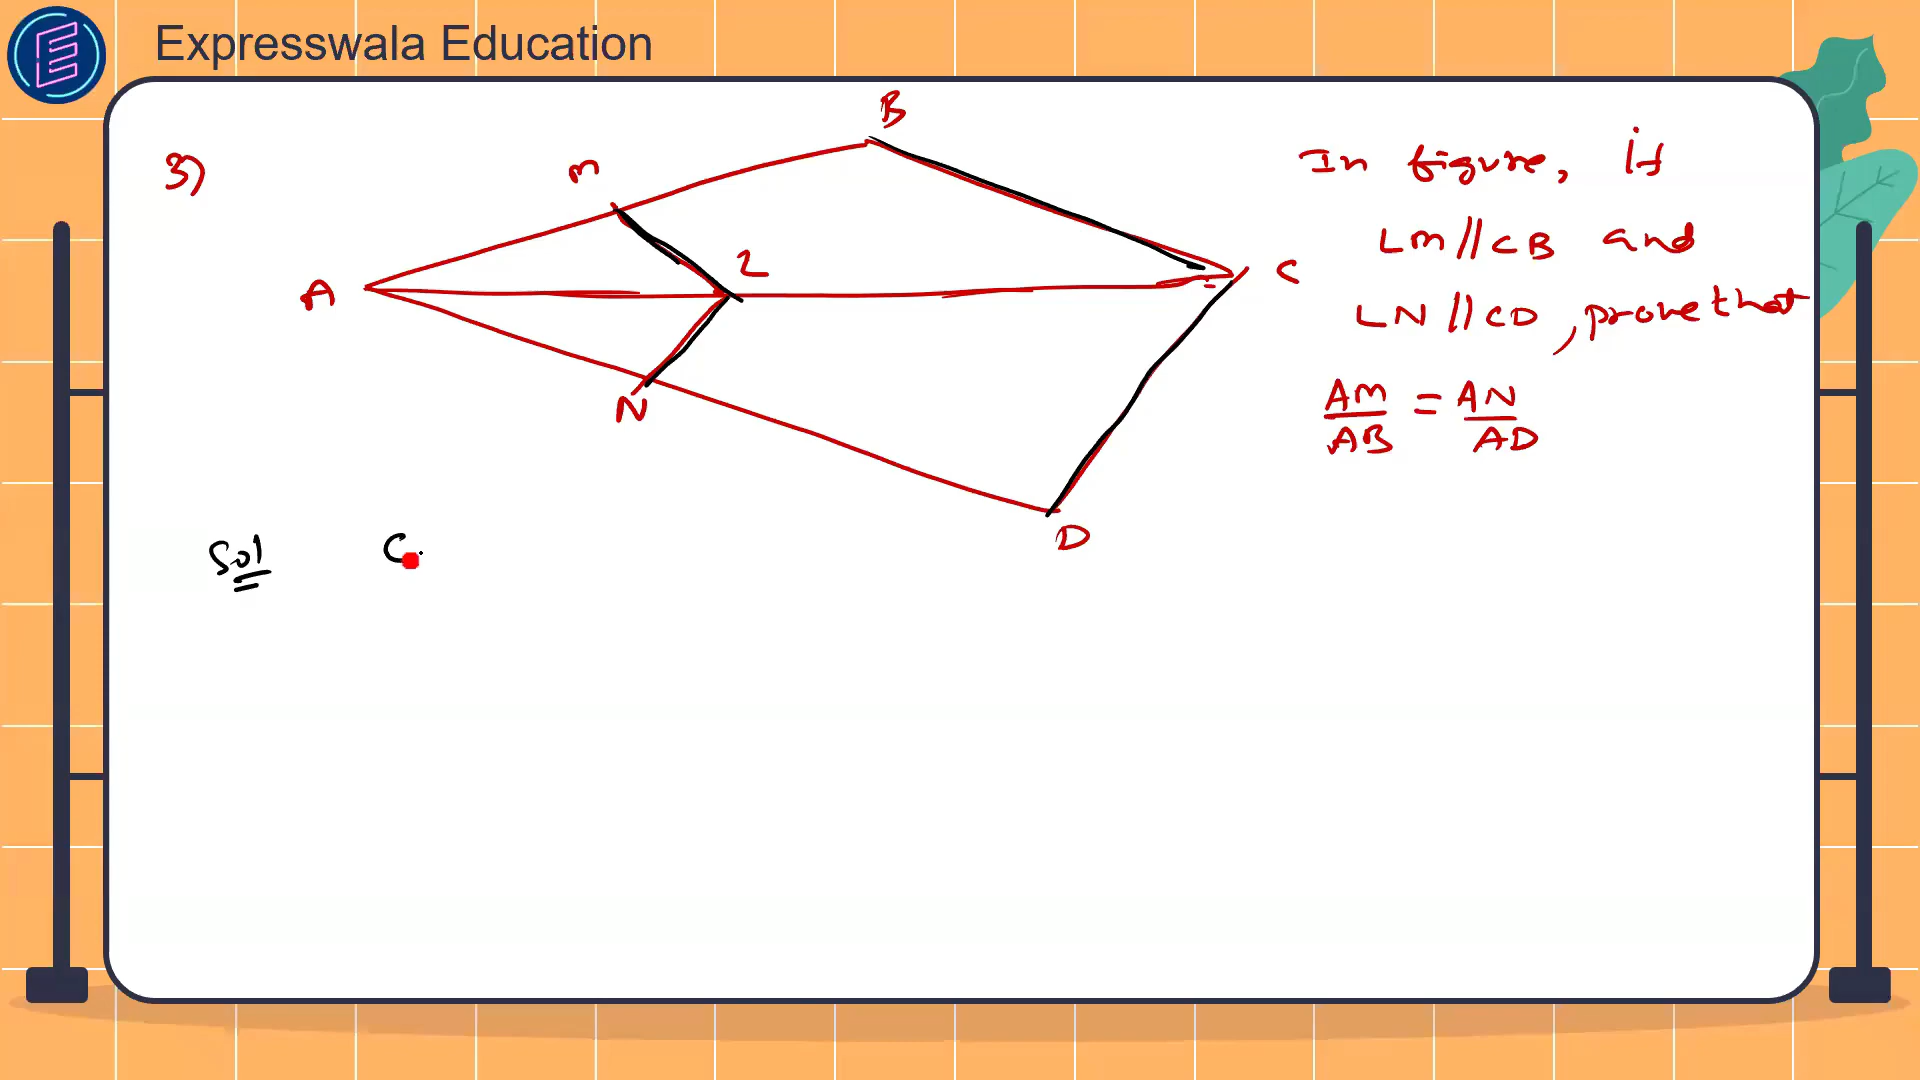 Expresswala Education
3)
B
m
A
L
C
N
D
In figure, if
LM // CB and
LN // CD, prove that
AM/AB = AN/AD
Sol
G